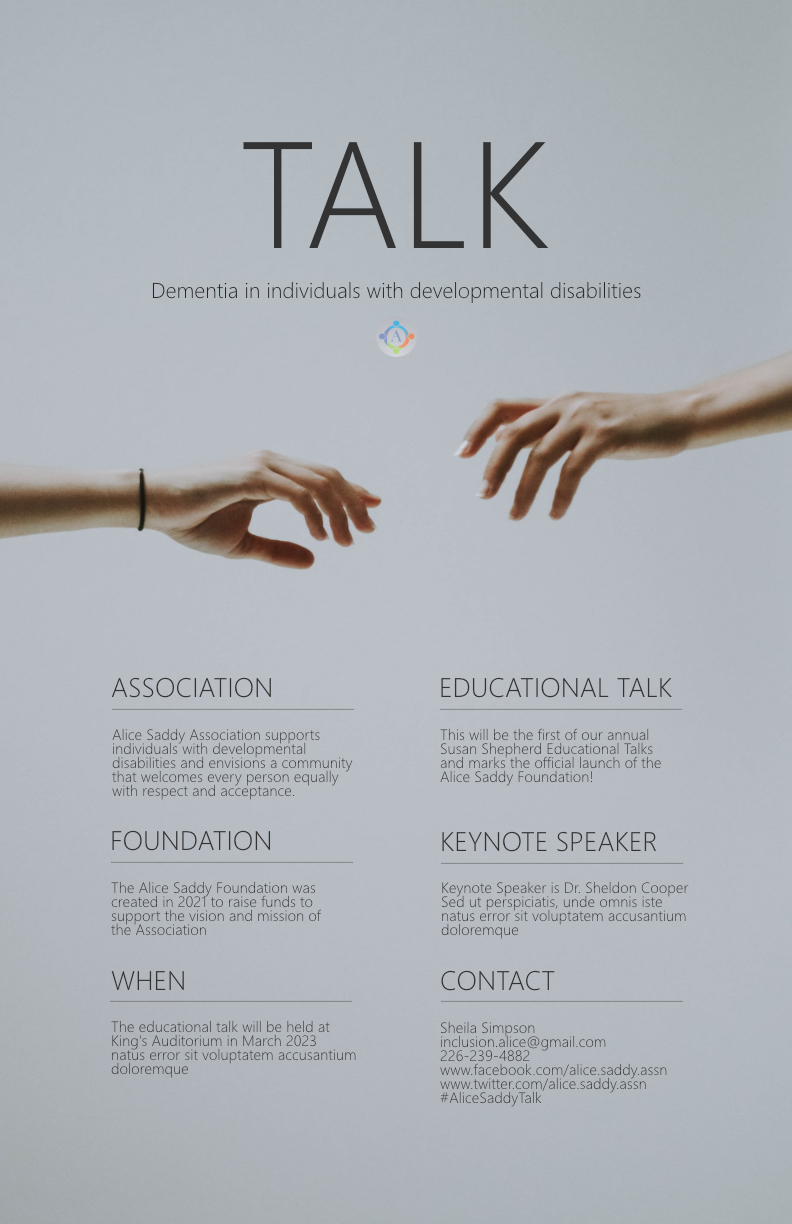 TALK
Dementia in individuals with developmental disabilities
A
ASSOCIATION
Alice Saddy Association supports
individuals with developmental
disabilities and envisions a community
that welcomes every person equally
with respect and acceptance.
EDUCATIONAL TALK
This will be the first of our annual
Susan Shepherd Educational Talks
and marks the official launch of the
Alice Saddy Foundation!
FOUNDATION
The Alice Saddy Foundation was
created in 2021 to raise funds to
support the vision and mission of
the Association
KEYNOTE SPEAKER
Keynote Speaker is Dr. Sheldon Cooper
Sed ut perspiciatis, unde omnis iste
natus error sit voluptatem accusantium
doloremque
WHEN
The educational talk will be held at
King's Auditorium in March 2023
natus error sit voluptatem accusantium
doloremque
CONTACT
Sheila Simpson
inclusion.alice@gmail.com
226-239-4882
www.facebook.com/alice.saddy.assn
www.twitter.com/alice.saddy.assn
#AliceSaddyTalk